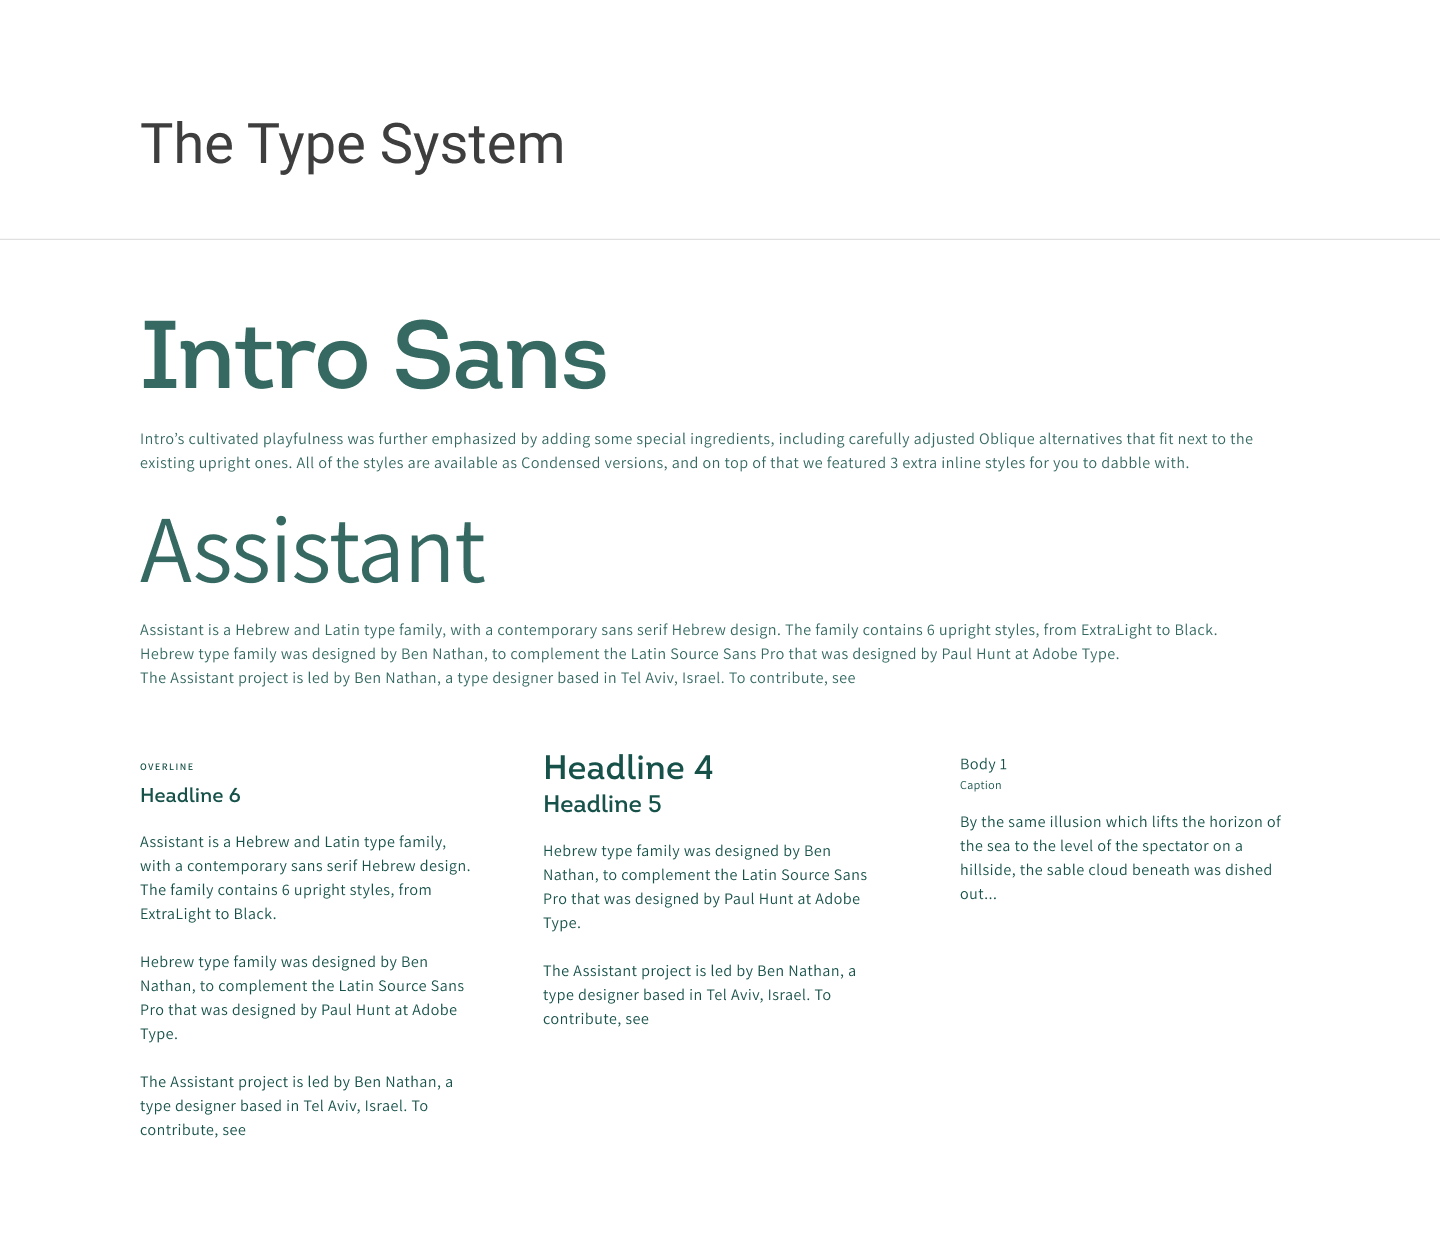 The Type System
Intro Sans
Intro’s cultivated playfulness was further emphasized by adding some special ingredients, including carefully adjusted Oblique alternatives that fit next to the
existing upright ones. All of the styles are available as Condensed versions, and on top of that we featured 3 extra inline styles for you to dabble with.
Assistant
Assistant is a Hebrew and Latin type family, with a contemporary sans serif Hebrew design. The family contains 6 upright styles, from ExtraLight to Black.
Hebrew type family was designed by Ben Nathan, to complement the Latin Source Sans Pro that was designed by Paul Hunt at Adobe Type.
The Assistant project is led by Ben Nathan, a type designer based in Tel Aviv, Israel. To contribute, see
OVERLINE
Headline 6
Assistant is a Hebrew and Latin type family,
with a contemporary sans serif Hebrew design.
The family contains 6 upright styles, from
ExtraLight to Black.
Hebrew type family was designed by Ben
Nathan, to complement the Latin Source Sans
Pro that was designed by Paul Hunt at Adobe
Type.
The Assistant project is led by Ben Nathan, a
type designer based in Tel Aviv, Israel. To
contribute, see
Headline 4
Headline 5
Hebrew type family was designed by Ben
Nathan, to complement the Latin Source Sans
Pro that was designed by Paul Hunt at Adobe
Type.
The Assistant project is led by Ben Nathan, a
type designer based in Tel Aviv, Israel. To
contribute, see
Body 1
Caption
By the same illusion which lifts the horizon of
the sea to the level of the spectator on a
hillside, the sable cloud beneath was dished
out...